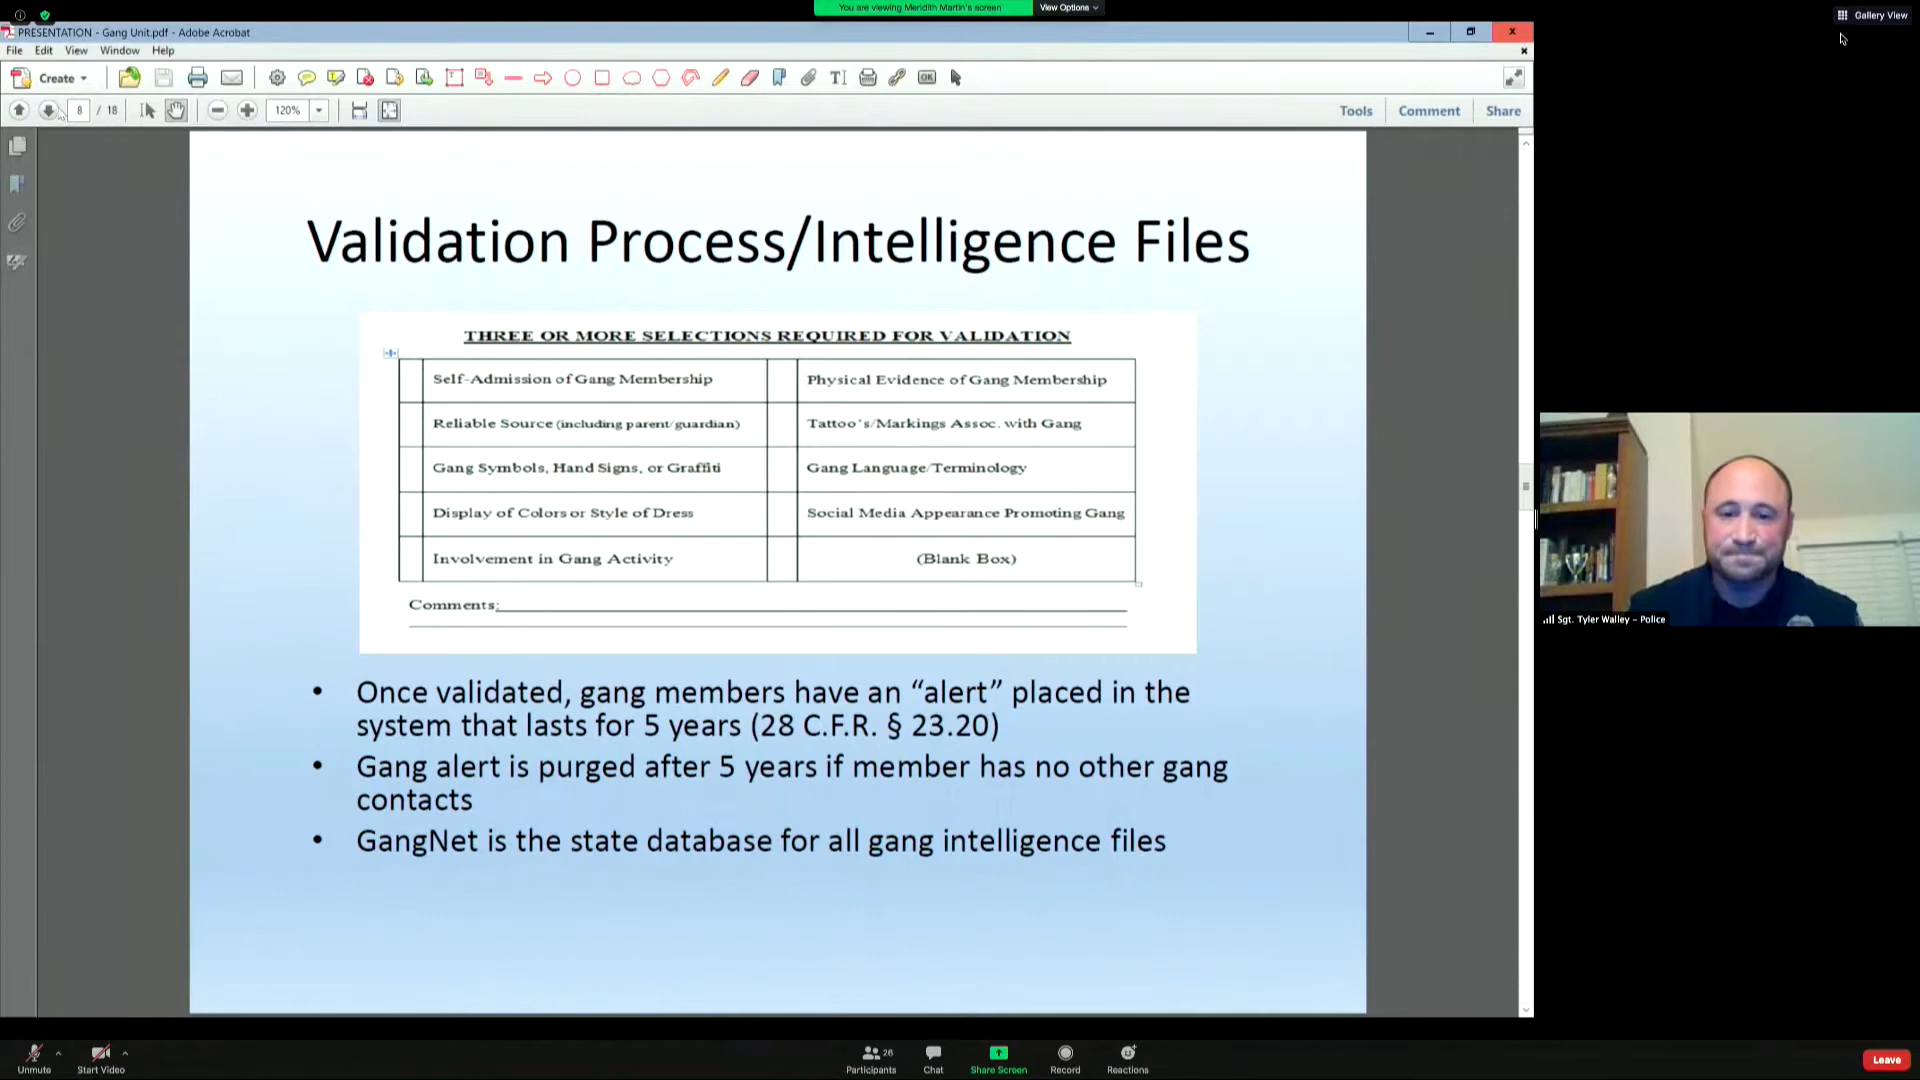 You are viewing Meridith Martin's screen
View Options
Gallery View
PRESENTATION - Gang Unit.pdf - Adobe Acrobat
File Edit View Window Help
Create
8 / 18
120%
Tools
Comment
Share
Validation Process/Intelligence Files
THREE OR MORE SELECTIONS REQUIRED FOR VALIDATION
Self-Admission of Gang Membership
Physical Evidence of Gang Membership
Reliable Source (including parent/guardian)
Tattoo's/Markings Assoc. with Gang
Gang Symbols, Hand Signs, or Graffiti
Gang Language/Terminology
Display of Colors or Style of Dress
Social Media Appearance Promoting Gang
Involvement in Gang Activity
(Blank Box)
Comments:
• Once validated, gang members have an “alert” placed in the
system that lasts for 5 years (28 C.F.R. § 23.20)
• Gang alert is purged after 5 years if member has no other gang
contacts
• GangNet is the state database for all gang intelligence files
Sgt. Tyler Walley – Police
Unmute
Start Video
26
Participants
Chat
Share Screen
Record
Reactions
Leave